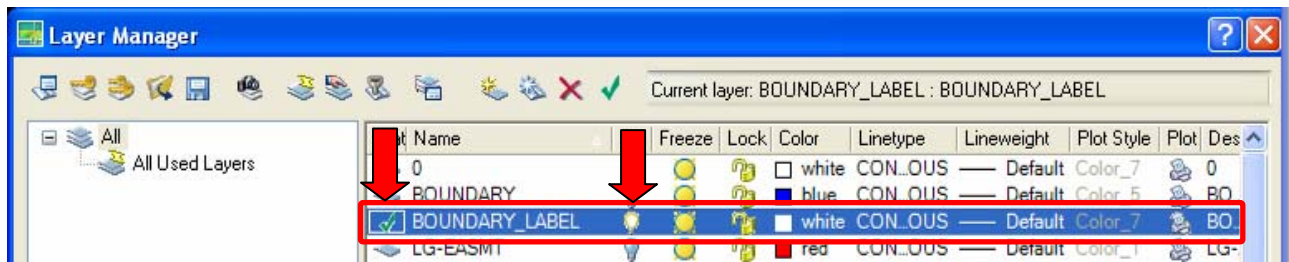 Layer Manager
Current layer: BOUNDARY_LABEL : BOUNDARY_LABEL
All
All Used Layers
Name Freeze Lock Color Linetype Lineweight Plot Style Plot Des
0 white CON...OUS Default Color_7 0
BOUNDARY blue CON...OUS Default Color_5 BO
BOUNDARY_LABEL white CON...OUS Default Color_7 BO...
LG-EASMT red CON...OUS Default Color_1 LG-